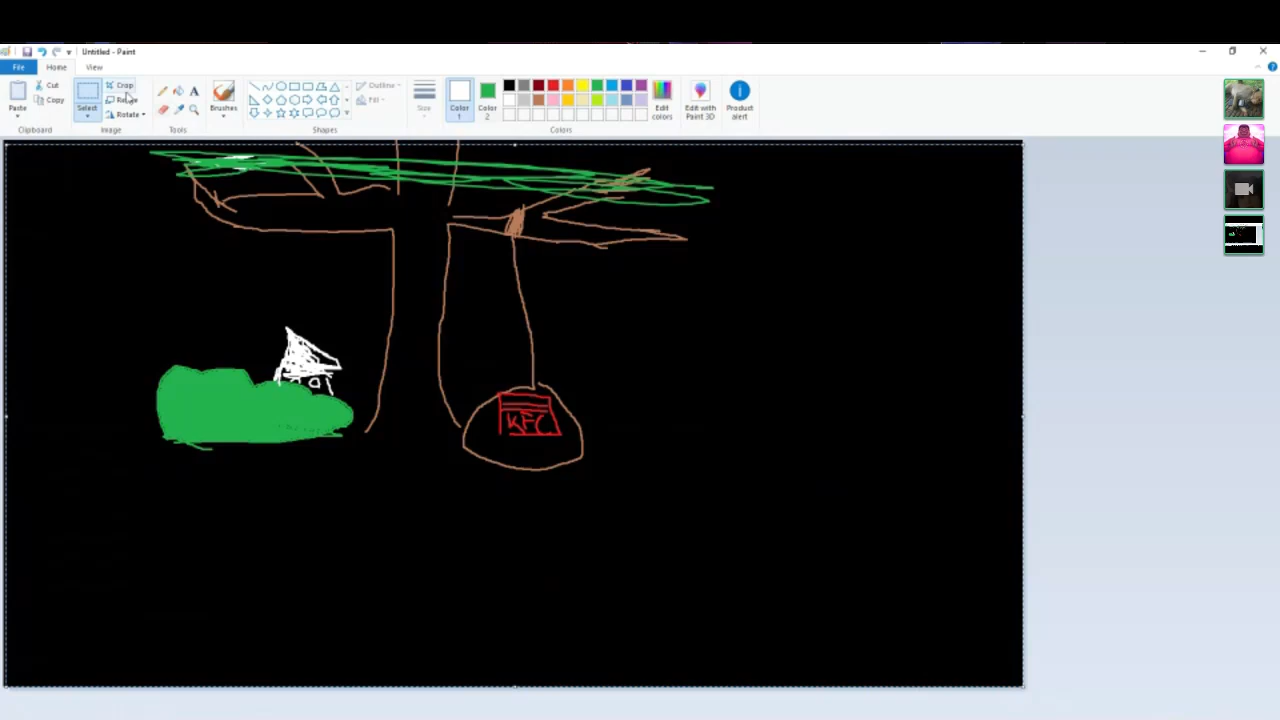 Untitled - Paint
File Home View
Paste
Cut
Copy
Clipboard
Select
Crop
Rotate
Image
Tools
Brushes
Outline
Fill
Shapes
Size
Color 1
Color 2
Edit colors
Colors
Edit with Paint 3D
Product alert
KFC